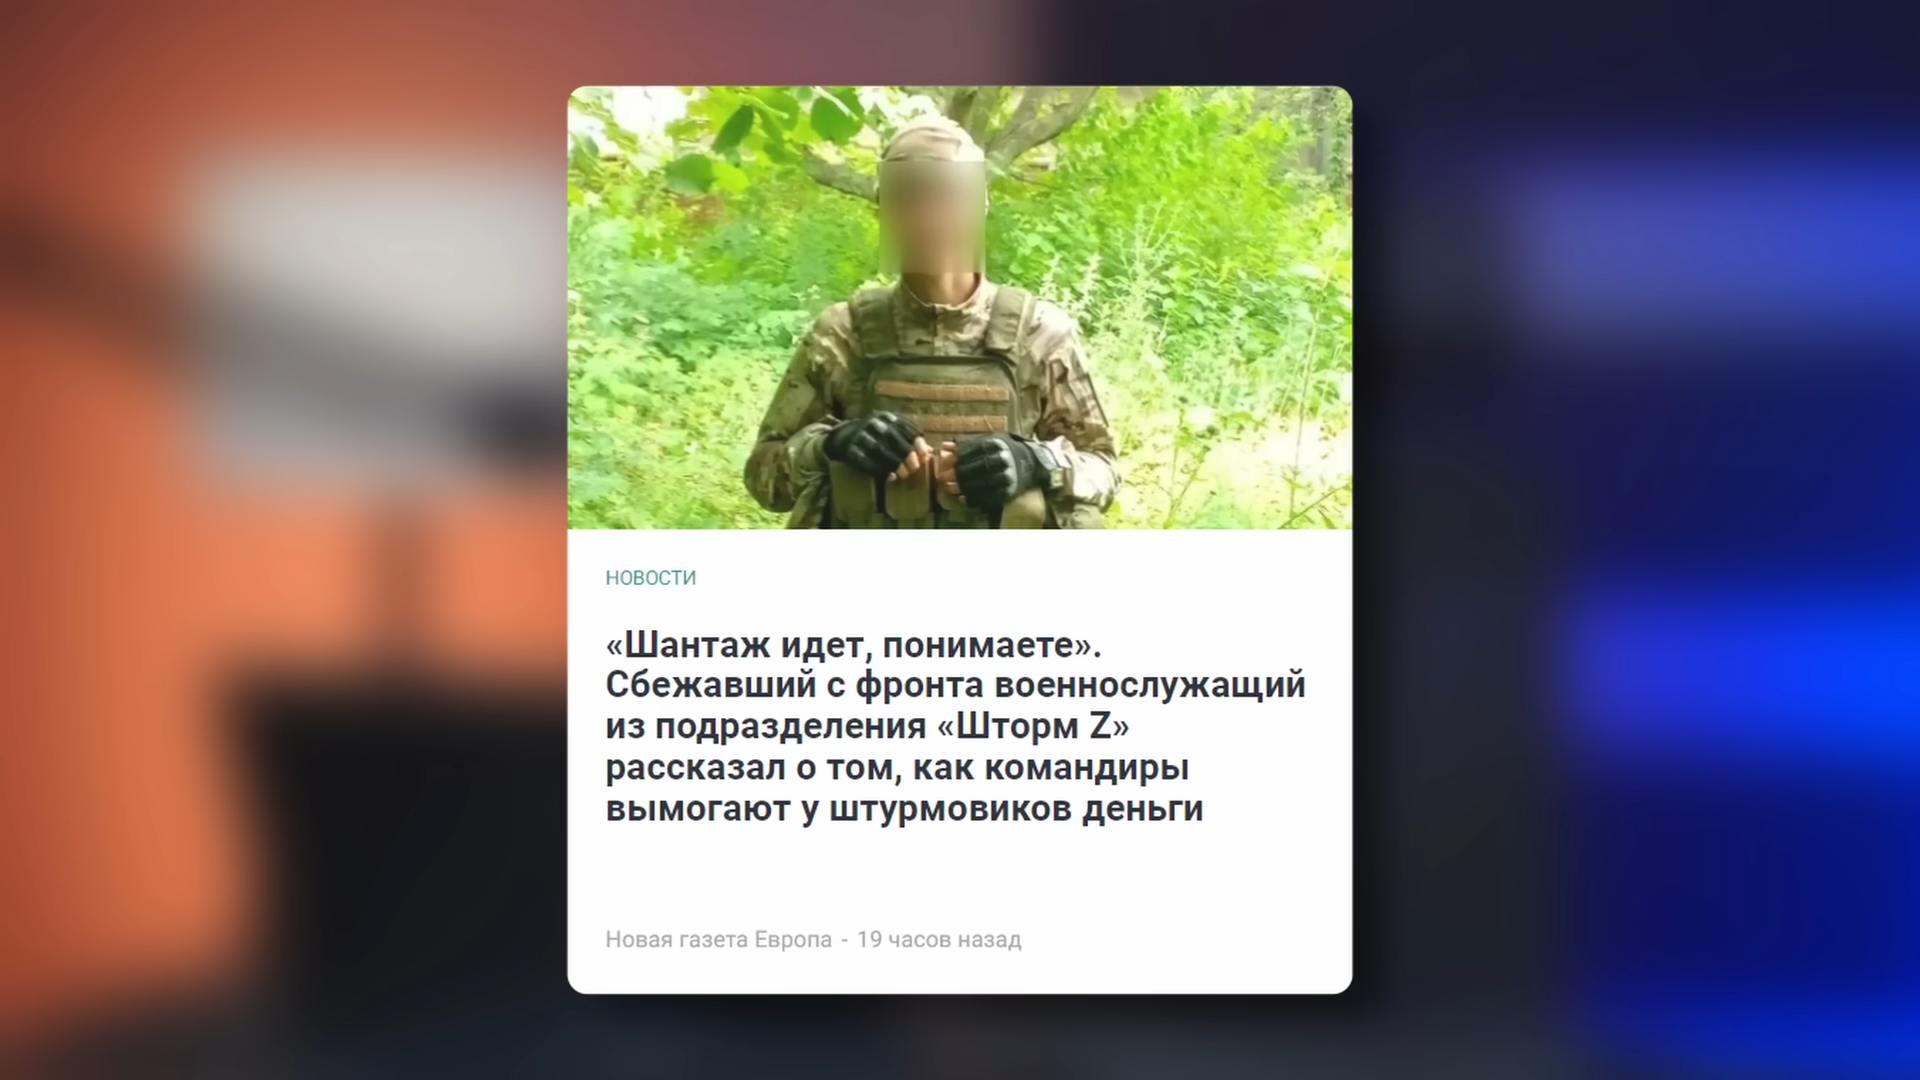 НОВОСТИ
«Шантаж идет, понимаете».
Сбежавший с фронта военнослужащий
из подразделения «Шторм Z»
рассказал о том, как командиры
вымогают у штурмовиков деньги
Новая газета Европа - 19 часов назад